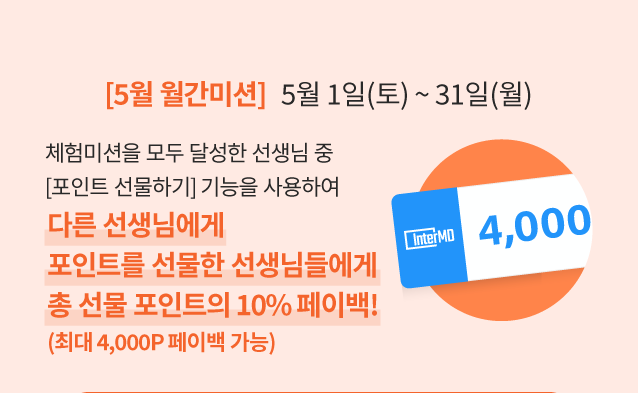 [5월 월간미션] 5월 1일(토) ~ 31일(월)
체험미션을 모두 달성한 선생님 중
[포인트 선물하기] 기능을 사용하여
다른 선생님에게
포인트를 선물한 선생님들에게
총 선물 포인트의 10% 페이백!
(최대 4,000P 페이백 가능)
InterMD
4,000